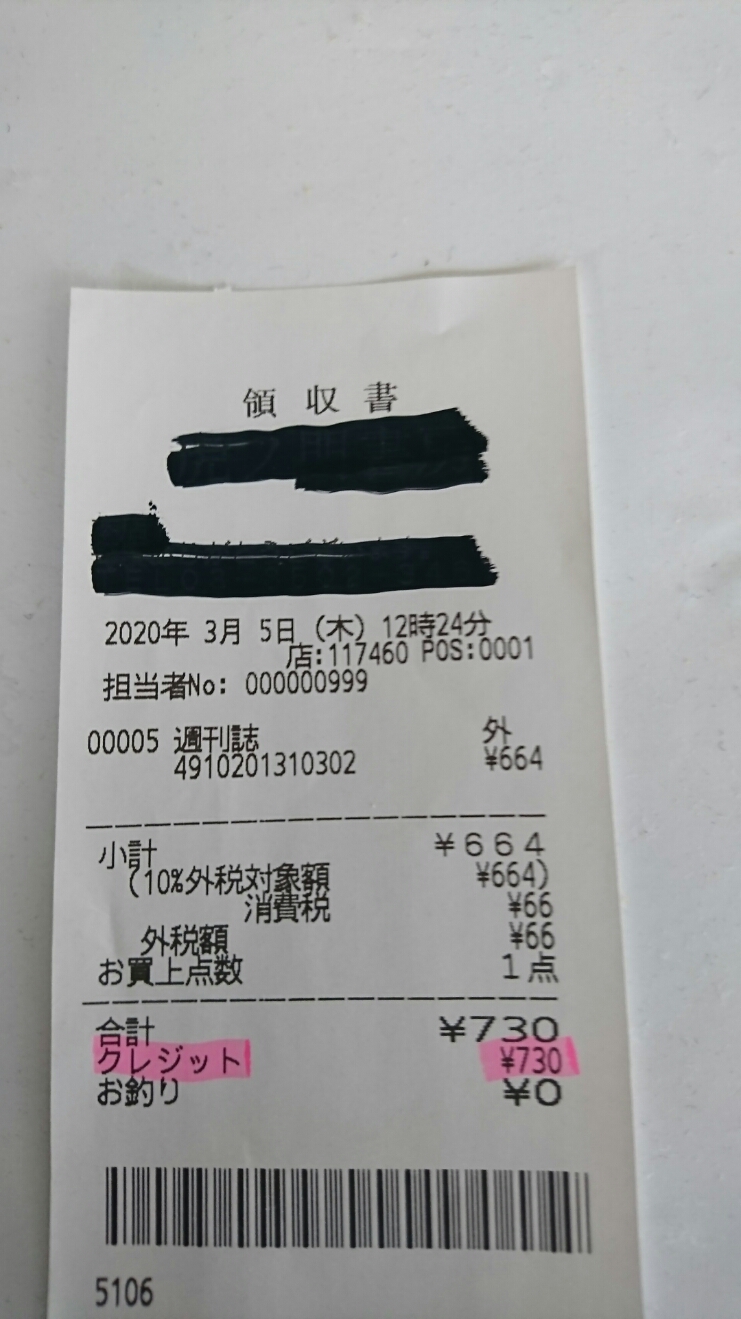 領収書
2020年 3月 5日(木)12時24分
店:117460 POS:0001
担当者No: 000000999
00005 週刊誌 外
4910201310302 ¥664
小計 ¥664
(10%外税対象額 ¥664)
消費税 ¥66
外税額 ¥66
お買上点数 1点
合計 ¥730
クレジット ¥730
お釣り ¥0
5106